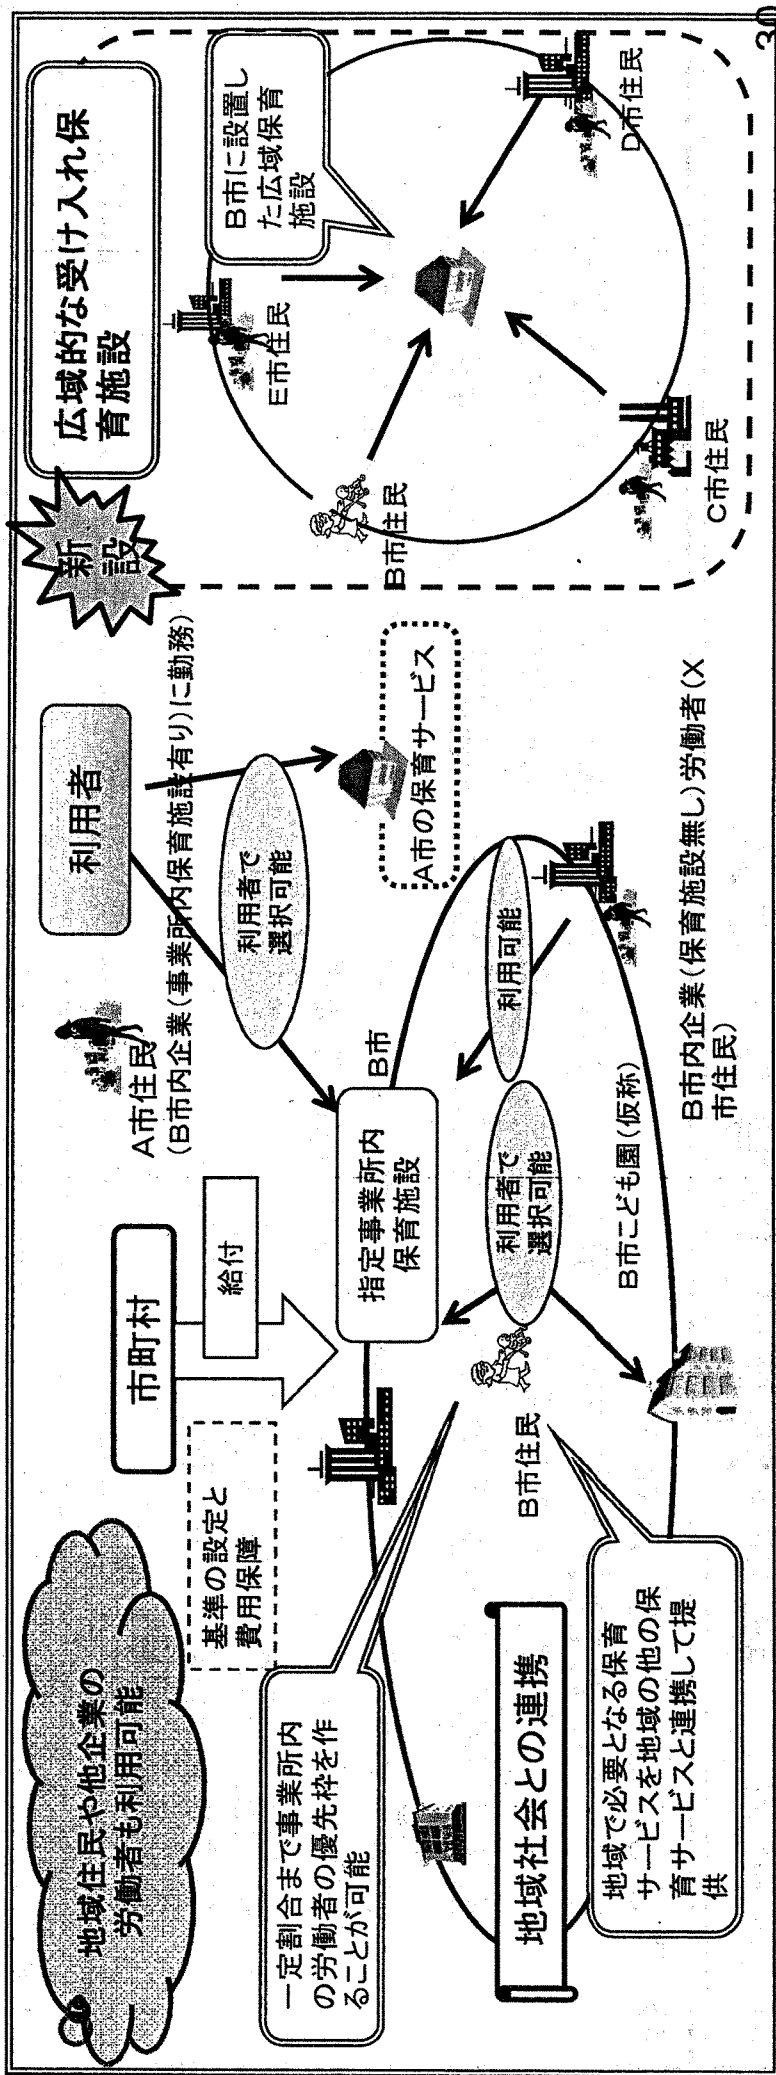 地域住民や他企業の
労働者も利用可能
基準の設定と
費用保障
市町村
給付
A市住民
(B市内企業(事業所内保育施設有り)に勤務)
利用者
利用者で
選択可能
A市の保育サービス
指定事業所内
保育施設
B市
一定割合まで事業所内
の労働者の優先枠を作
ることが可能
B市住民
利用者で
選択可能
利用可能
地域社会との連携
地域で必要となる保育
サービスを地域の他の保
育サービスと連携して提
供
B市こども園(仮称)
B市内企業(保育施設無し)労働者(X
市住民)
新
設
広域的な受け入れ保
育施設
B市に設置し
た広域保育
施設
E市住民
B市住民
C市住民
D市住民
30